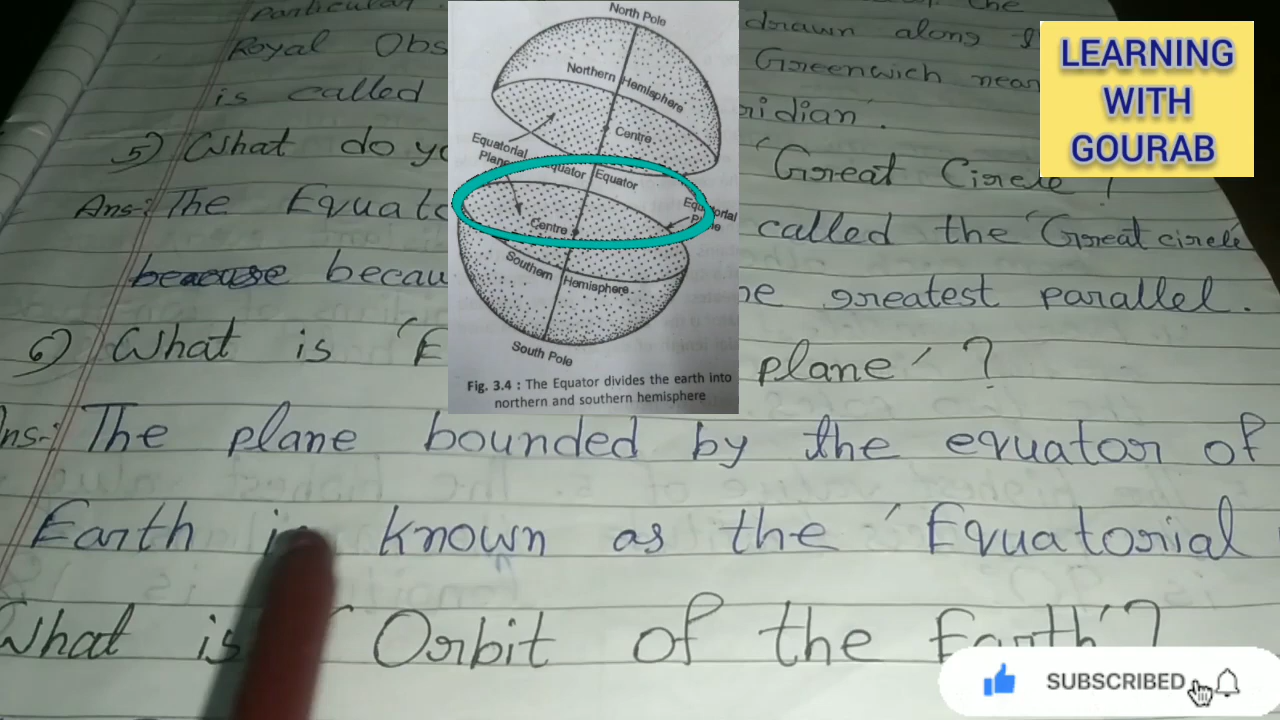 Particular
the
drawn along
Royal Obs
Greenwich near
is called
ridian.
5) What do yo
'Great Circle'?
Ans-: The Equato
called the 'Great circle
because becau
he greatest parallel.
6) What is 'E
plane'?
Ans-: The plane bounded by the equator of
Earth is known as the 'Equatorial
What is 'Orbit of the Earth'?
North Pole
Northern Hemisphere
Centre
Equatorial
Plane
Equator
Equator
Equatorial
Centre
Southern Hemisphere
South Pole
Fig. 3.4 : The Equator divides the earth into
northern and southern hemisphere
LEARNING
WITH
GOURAB
SUBSCRIBED